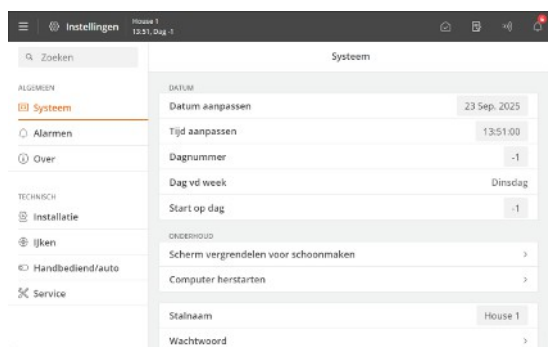 Instellingen
House 1
13:51, Dag -1
6
Zoeken
Systeem
ALGEMEEN
Systeem
Alarmen
Over
TECHNISCH
Installatie
IJken
Handbediend/auto
Service
DATUM
Datum aanpassen 23 Sep. 2025
Tijd aanpassen 13:51:00
Dagnummer -1
Dag vd week Dinsdag
Start op dag -1
ONDERHOUD
Scherm vergrendelen voor schoonmaken
Computer herstarten
Stalnaam House 1
Wachtwoord